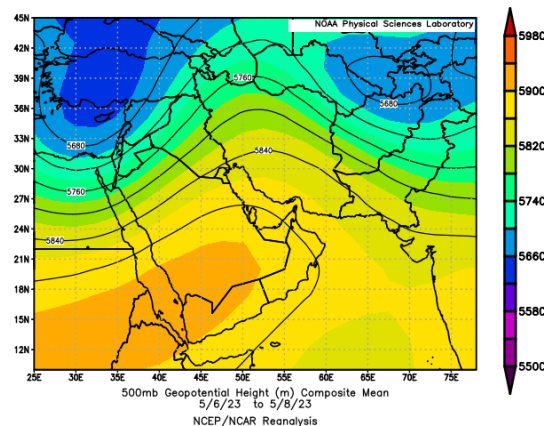 NOAA Physical Sciences Laboratory
45N
42N
39N
36N
33N
30N
27N
24N
21N
18N
15N
12N
5760
5680
5680
5840
5760
5840
25E 30E 35E 40E 45E 50E 55E 60E 65E 70E 75E
5980
5900
5820
5740
5660
5580
5500
500mb Geopotential Height (m) Composite Mean
5/6/23 to 5/8/23
NCEP/NCAR Reanalysis